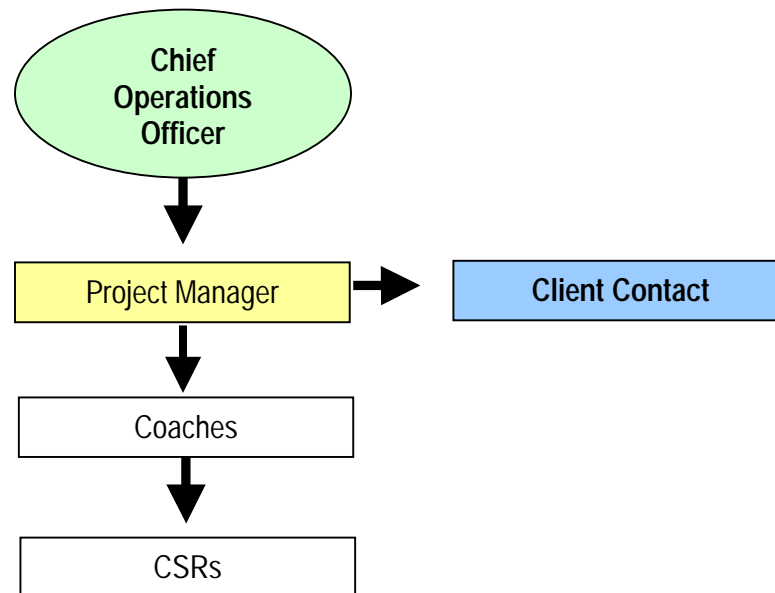 Chief
Operations
Officer
Project Manager
Client Contact
Coaches
CSRs